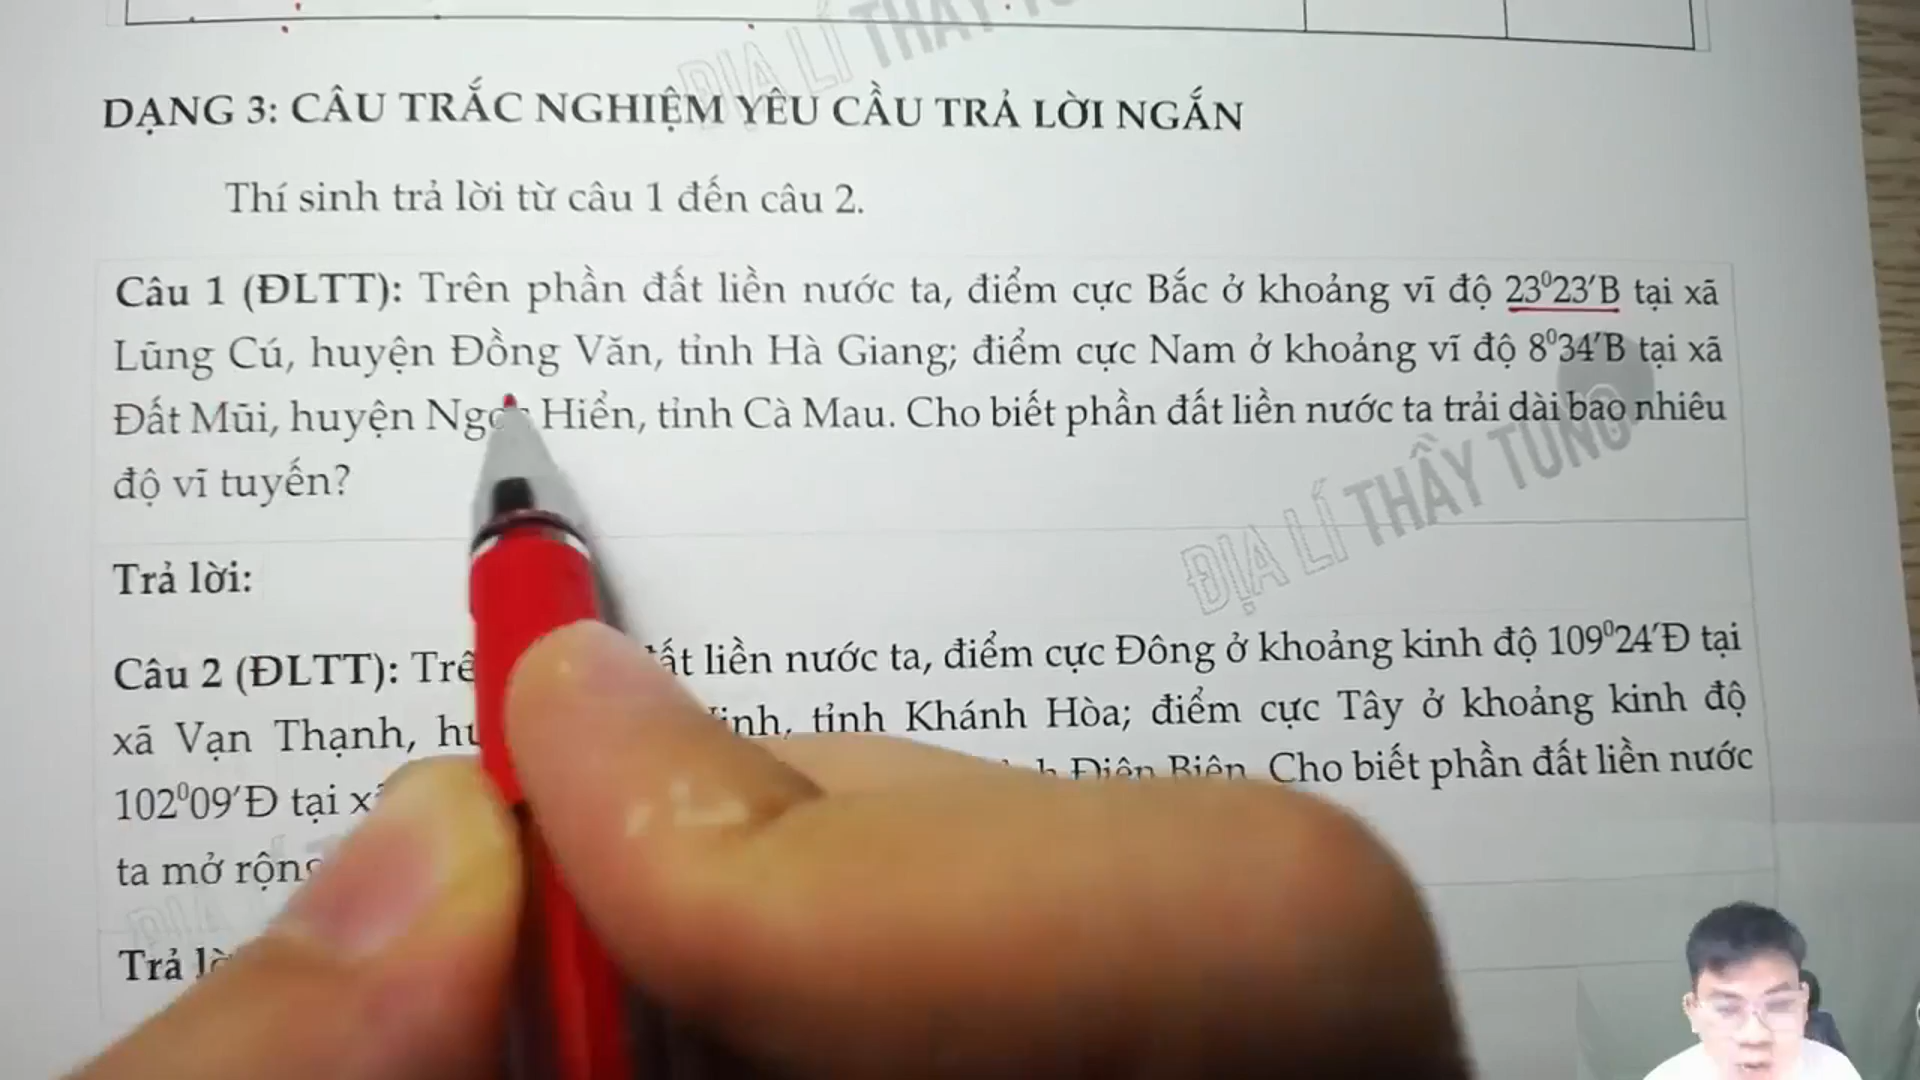 ĐỊA LÍ THẦY TÙNG
DẠNG 3: CÂU TRẮC NGHIỆM YÊU CẦU TRẢ LỜI NGẮN
Thí sinh trả lời từ câu 1 đến câu 2.
Câu 1 (ĐLTT): Trên phần đất liền nước ta, điểm cực Bắc ở khoảng vĩ độ 23⁰23′B tại xã
Lũng Cú, huyện Đồng Văn, tỉnh Hà Giang; điểm cực Nam ở khoảng vĩ độ 8⁰34′B tại xã
Đất Mũi, huyện Hiển, tỉnh Cà Mau. Cho biết phần đất liền nước ta trải dài bao nhiêu
độ vĩ tuyến?
ĐỊA LÍ THẦY TÙNG
Trả lời:
Câu 2 (ĐLTT): đất liền nước ta, điểm cực Đông ở khoảng kinh độ 109⁰24′Đ tại
xã Vạn Thạnh, tỉnh Khánh Hòa; điểm cực Tây ở khoảng kinh độ
102⁰09′Đ tại Điện Biên. Cho biết phần đất liền nước
ta mở rộng
Trả